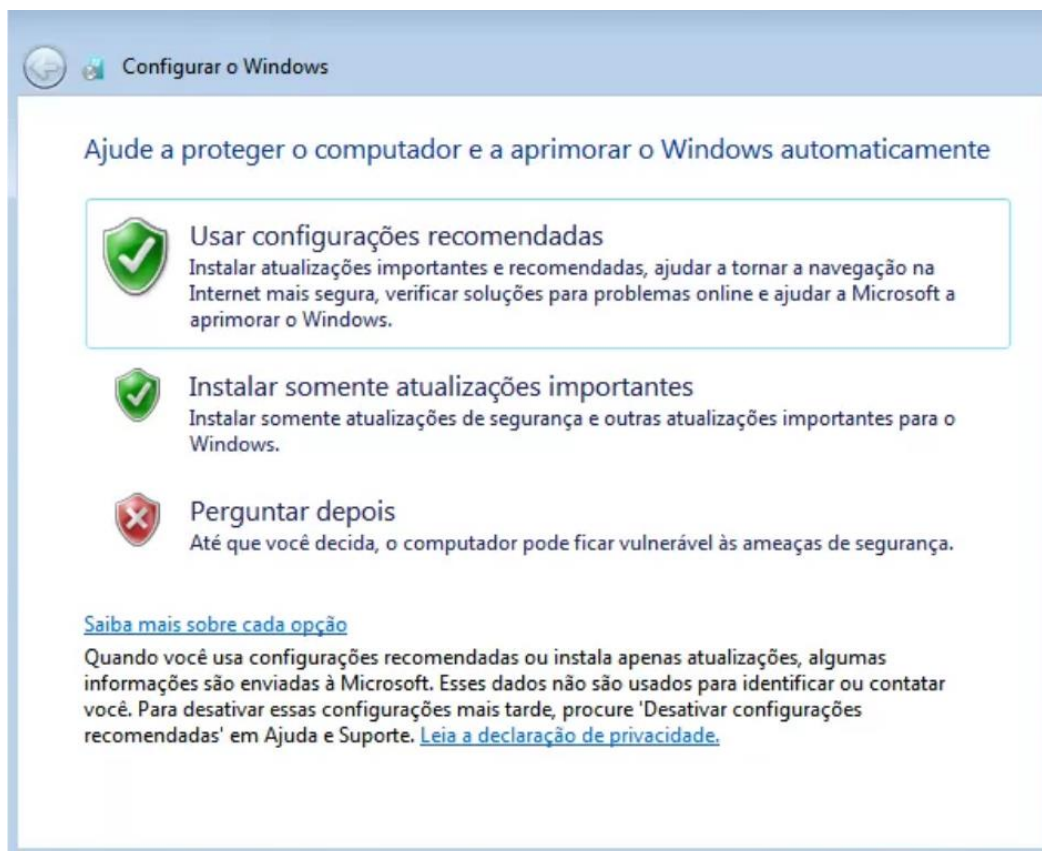 Configurar o Windows
Ajude a proteger o computador e a aprimorar o Windows automaticamente
Usar configurações recomendadas
Instalar atualizações importantes e recomendadas, ajudar a tornar a navegação na
Internet mais segura, verificar soluções para problemas online e ajudar a Microsoft a
aprimorar o Windows.
Instalar somente atualizações importantes
Instalar somente atualizações de segurança e outras atualizações importantes para o
Windows.
Perguntar depois
Até que você decida, o computador pode ficar vulnerável às ameaças de segurança.
Saiba mais sobre cada opção
Quando você usa configurações recomendadas ou instala apenas atualizações, algumas
informações são enviadas à Microsoft. Esses dados não são usados para identificar ou contatar
você. Para desativar essas configurações mais tarde, procure 'Desativar configurações
recomendadas' em Ajuda e Suporte. Leia a declaração de privacidade.